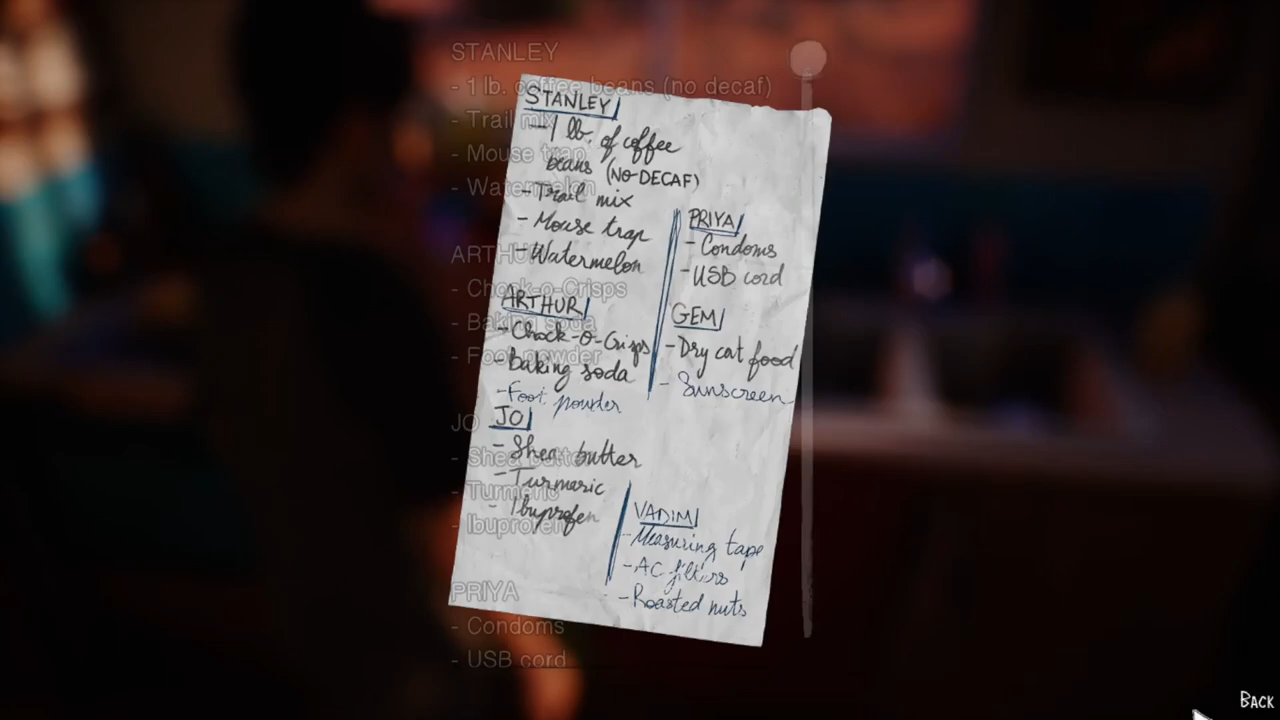 STANLEY
- 1 lb. coffee beans (no decaf)
- Trail mix
- Mouse trap
- Watermelon
ARTHUR
- Chock-o-Crisps
- Baking soda
- Foot powder
JO
- Shea butter
- Turmeric
- Ibuprofen
PRIYA
- Condoms
- USB cord
STANLEY
- 1 lb. of coffee
beans (NO DECAF)
- Trail mix
- Mouse trap
- Watermelon
ARTHUR
- Chock-o-Crisps
- Baking soda
- Foot powder
JO
- Shea butter
- Turmeric
- Ibuprofen
PRIYA
- Condoms
- USB cord
GEM
- Dry cat food
- Sunscreen
VADIM
- Measuring tape
- AC filters
- Roasted nuts
BACK